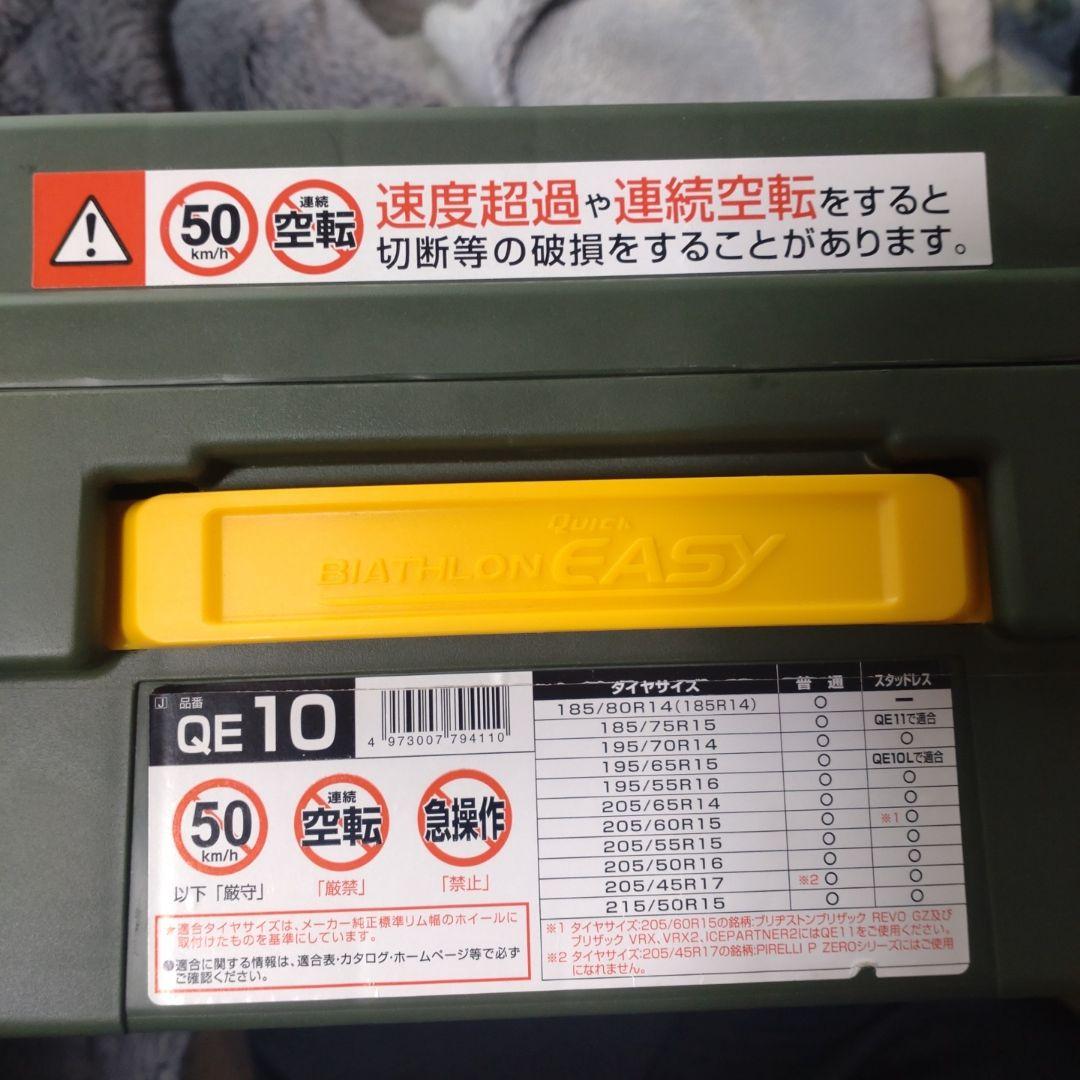 50
km/h
連続
空転
速度超過や連続空転をすると
切断等の破損をすることがあります。
Quick
BIATHLON EASY
J 品番
QE10
4 973007 794110
50
km/h
以下「厳守」
連続
空転
「厳禁」
急操作
「禁止」
★適合タイヤサイズは、メーカー純正標準リム幅のホイールに
取付けたものを基準にしています。
●適合に関する情報は、適合表・カタログ・ホームページ等で必ず
ご確認ください。
タイヤサイズ 普通 スタッドレス
185/80R14(185R14) ○ ー
185/75R15 ○ QE11で適合
195/70R14 ○ ○
195/65R15 ○ QE10Lで適合
195/55R16 ○ ○
205/65R14 ○ ○
205/60R15 ○ ※1○
205/55R15 ○ ○
205/50R16 ○ ○
205/45R17 ※2○ ○
215/50R15 ○ ○
※1 タイヤサイズ:205/60R15の銘柄:ブリヂストンブリザック REVO GZ及び
ブリザック VRX、VRX2、ICEPARTNER2にはQE11をご使用ください。
※2 タイヤサイズ:205/45R17の銘柄:PIRELLI P ZEROシリーズにはご使用
になれません。